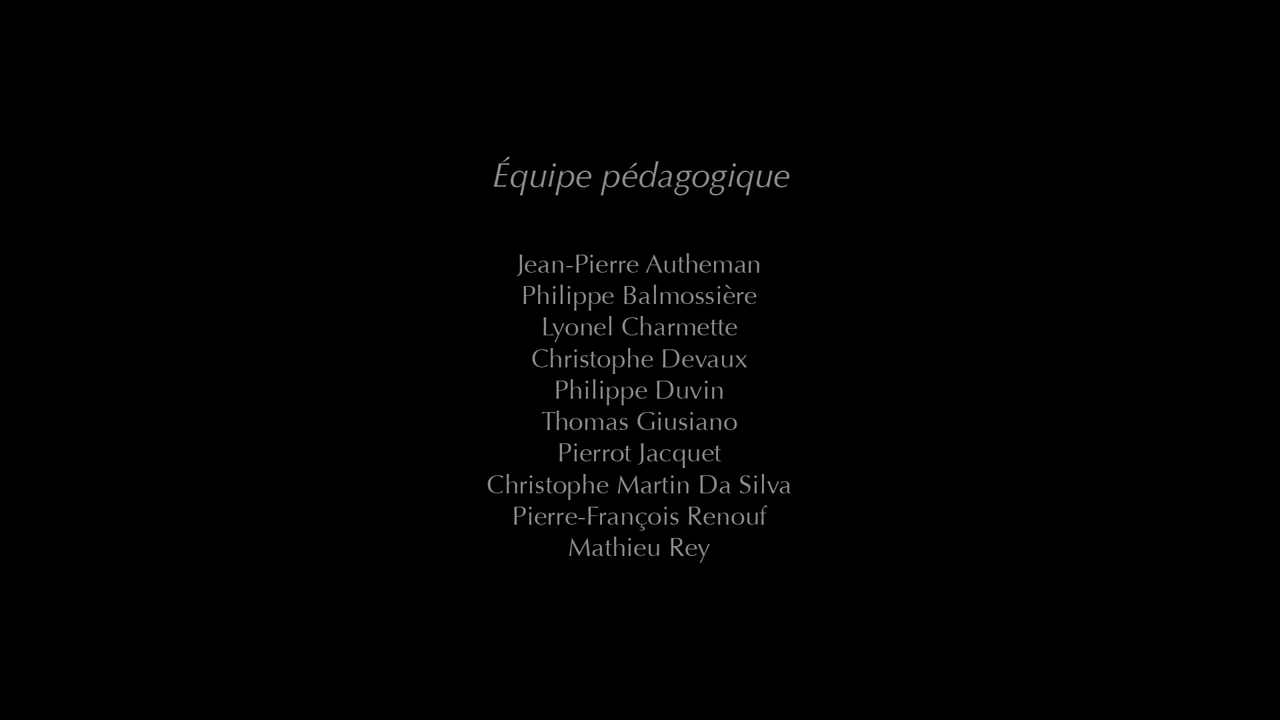 Équipe pédagogique
Jean-Pierre Autheman
Philippe Balmossière
Lyonel Charmette
Christophe Devaux
Philippe Duvin
Thomas Giusiano
Pierrot Jacquet
Christophe Martin Da Silva
Pierre-François Renouf
Mathieu Rey